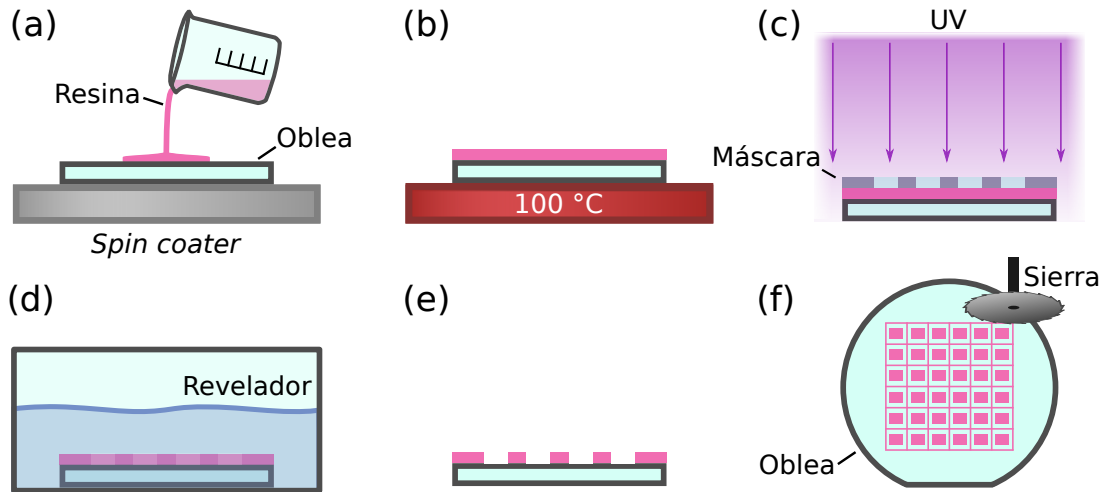 (a)
Resina
Oblea
Spin coater
(b)
100 °C
(c)
UV
Máscara
(d)
Revelador
(e)
(f)
Sierra
Oblea